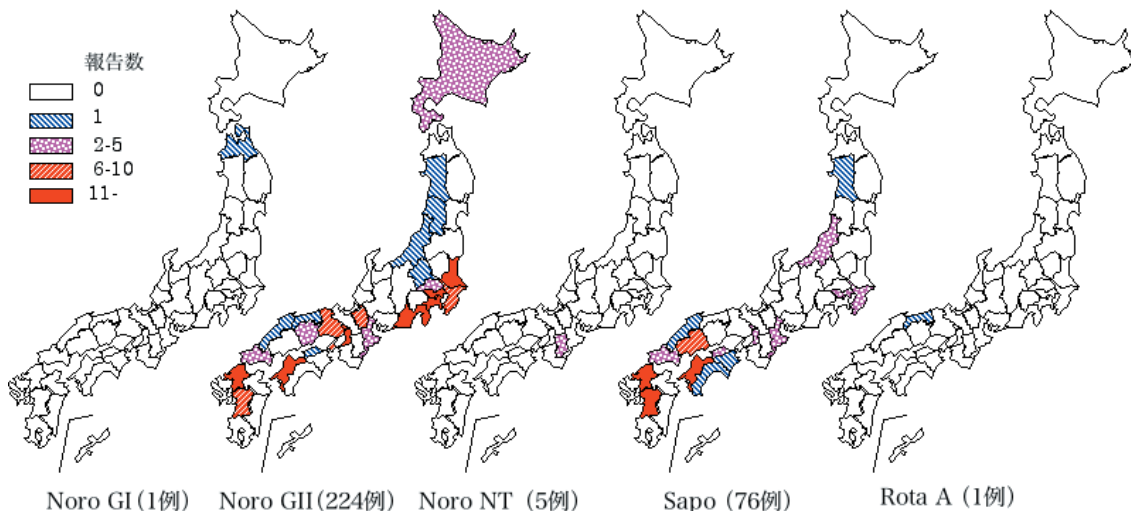 報告数
0
1
2-5
6-10
11-
Noro GI (1例)
Noro GII (224例)
Noro NT (5例)
Sapo (76例)
Rota A (1例)